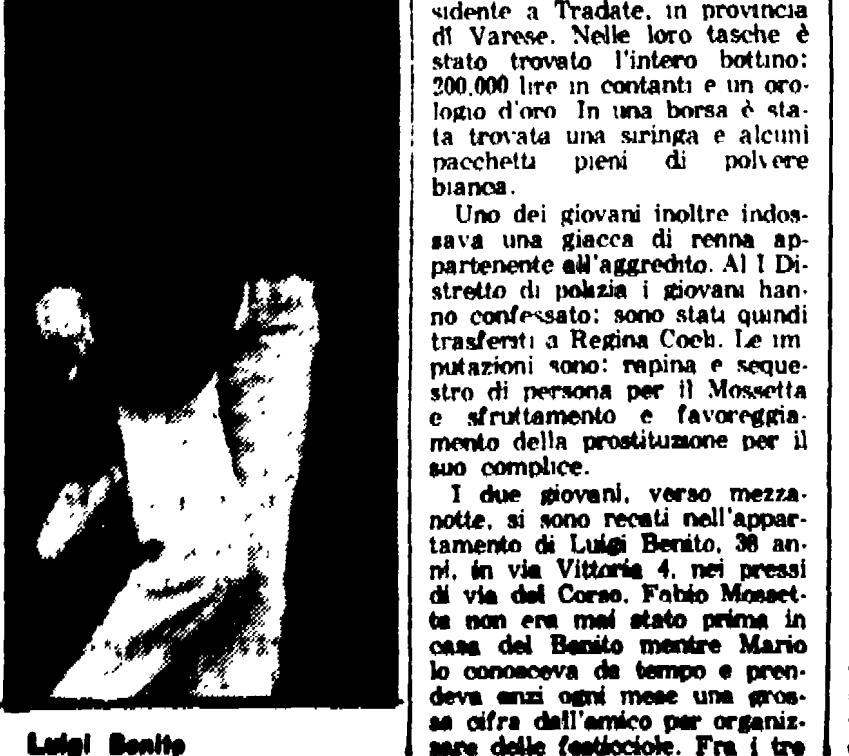 sidente a Tradate, in provincia
di Varese. Nelle loro tasche è
stato trovato l'intero bottino:
200.000 lire in contanti e un oro-
logio d'oro In una borsa è sta-
ta trovata una siringa e alcuni
pacchetti pieni di polvere
bianca.
Uno dei giovani inoltre indos-
sava una giacca di renna ap-
partenente all'aggredito. Al I Di-
stretto di polizia i giovani han-
no confessato: sono stati quindi
trasferiti a Regina Coeli. Le im
putazioni sono: rapina e seque-
stro di persona per il Mossetta
e sfruttamento e favoreggia-
mento della prostituzione per il
suo complice.
I due giovani, verso mezza-
notte, si sono recati nell'appar-
tamento di Luigi Benito, 38 an-
ni, in via Vittoria 4, nei pressi
di via del Corso. Fabio Mosset-
ta non era mai stato prima in
casa del Benito mentre Mario
lo conosceva da tempo e pren-
deva anzi ogni mese una gros-
sa cifra dall'amico per organiz-
zare delle festicciole. Fra i tre
Luigi Benito